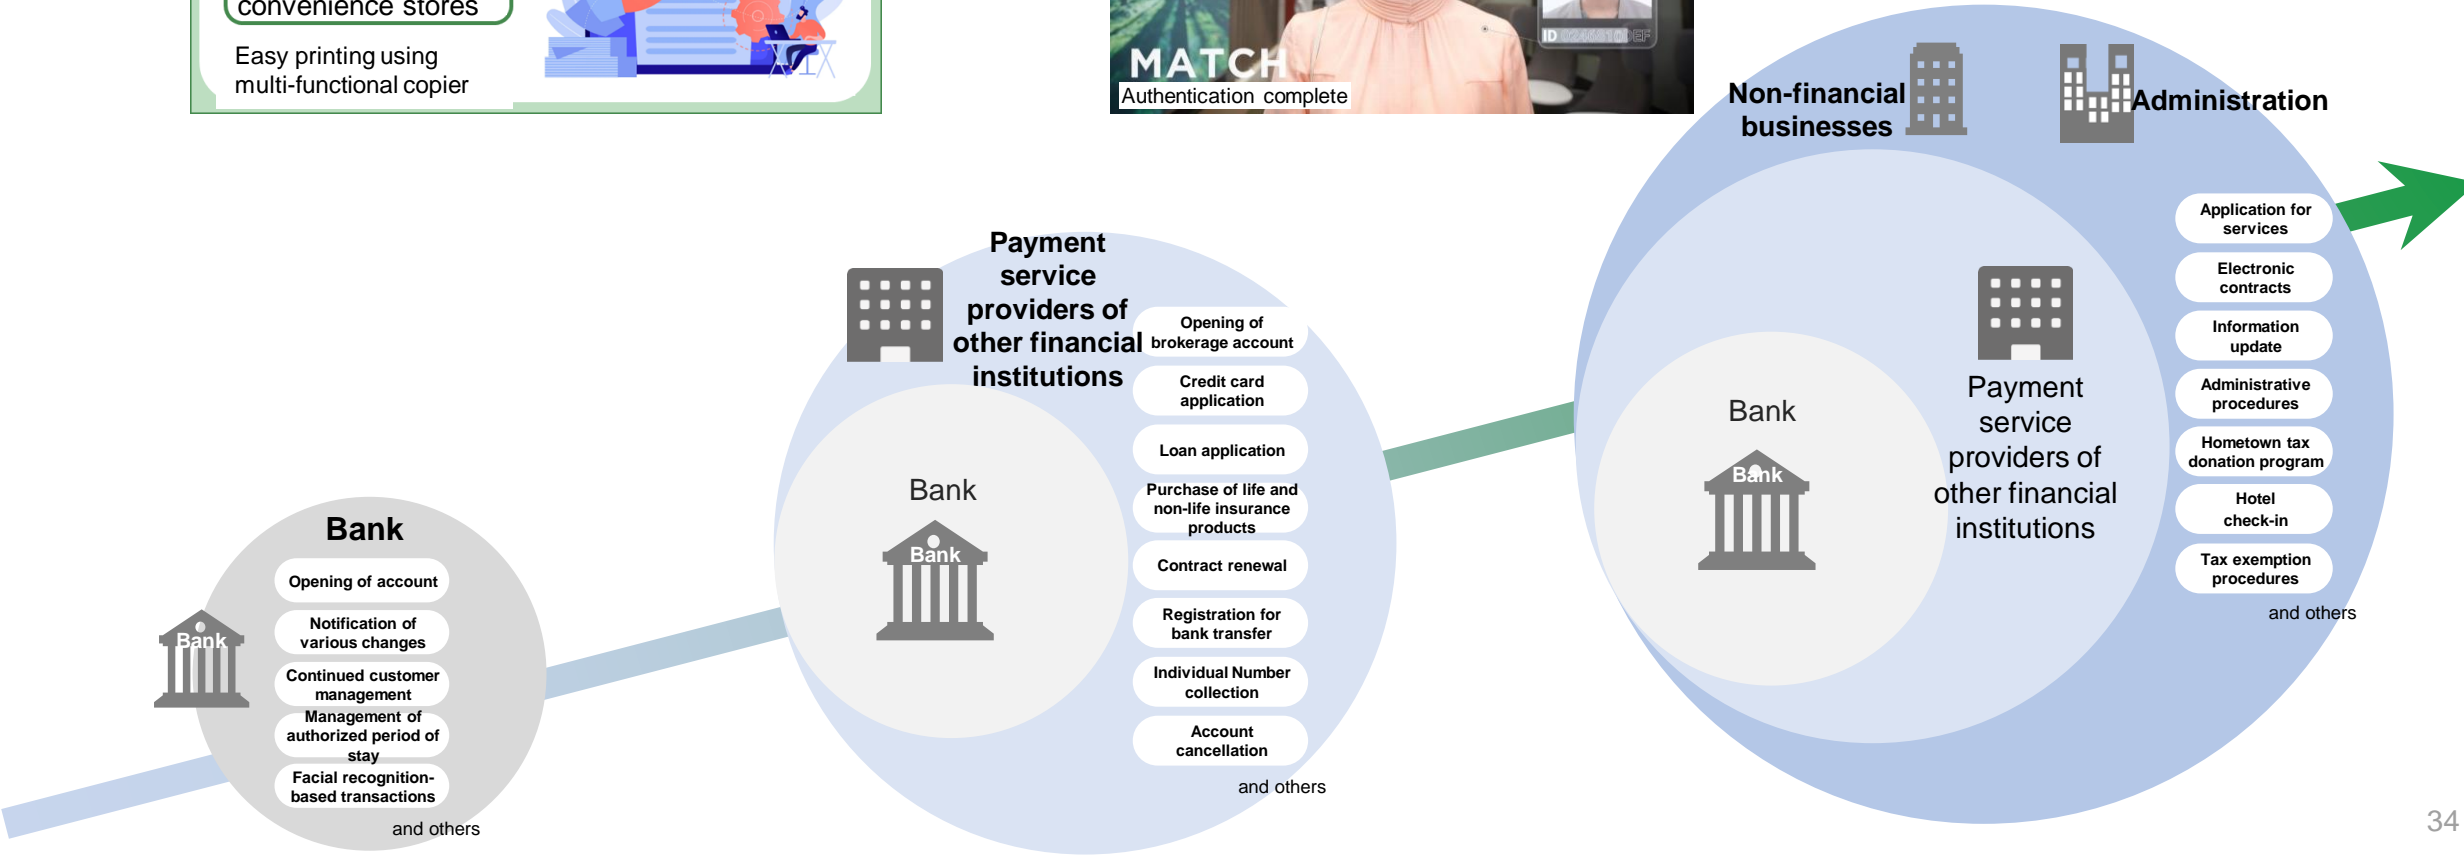 convenience stores
Easy printing using
multi-functional copier
MATCH
Authentication complete
Non-financial
businesses
Administration
Application for
services
Electronic
contracts
Information
update
Administrative
procedures
Hometown tax
donation program
Hotel
check-in
Tax exemption
procedures
and others
Bank
Bank
Payment
service
providers of
other financial
institutions
Payment
service
providers of
other financial
institutions
Opening of
brokerage account
Credit card
application
Loan application
Purchase of life and
non-life insurance
products
Contract renewal
Registration for
bank transfer
Individual Number
collection
Account
cancellation
and others
Bank
Bank
Bank
Bank
Opening of account
Notification of
various changes
Continued customer
management
Management of
authorized period of
stay
Facial recognition-
based transactions
and others
34